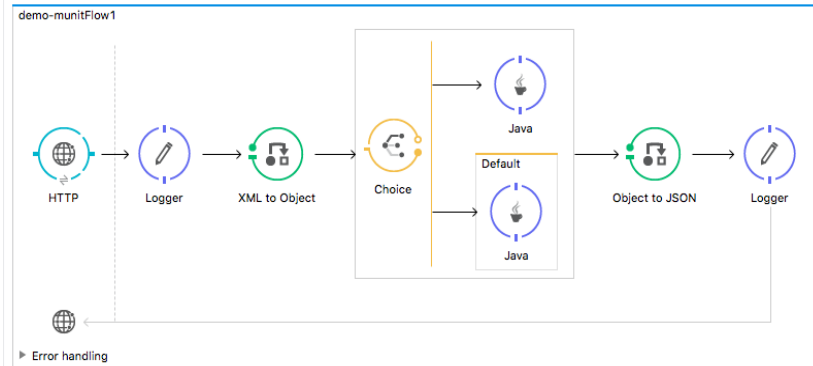 demo-munitFlow1
Java
HTTP
Logger
XML to Object
Choice
Default
Java
Object to JSON
Logger
Error handling